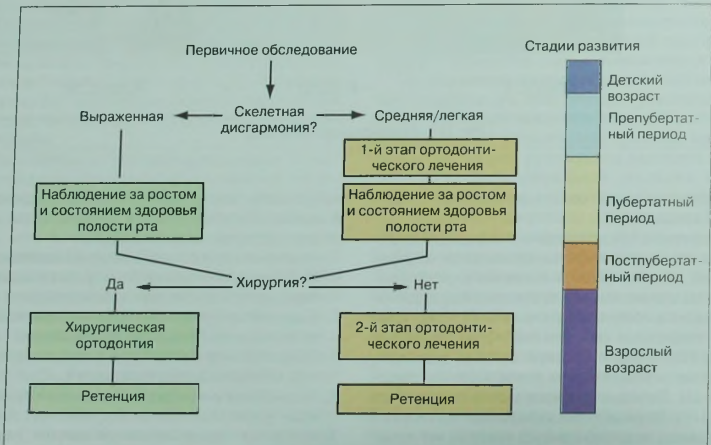 Первичное обследование
Выраженная
Скелетная
дисгармония?
Средняя/легкая
1-й этап ортодонти-
ческого лечения
Наблюдение за ростом
и состоянием здоровья
полости рта
Наблюдение за ростом
и состоянием здоровья
полости рта
Да
Хирургия?
Нет
Хирургическая
ортодонтия
2-й этап ортодонти-
ческого лечения
Ретенция
Ретенция
Стадии развития
Детский
возраст
Препубертат-
ный период
Пубертатный
период
Постпубертат-
ный период
Взрослый
возраст